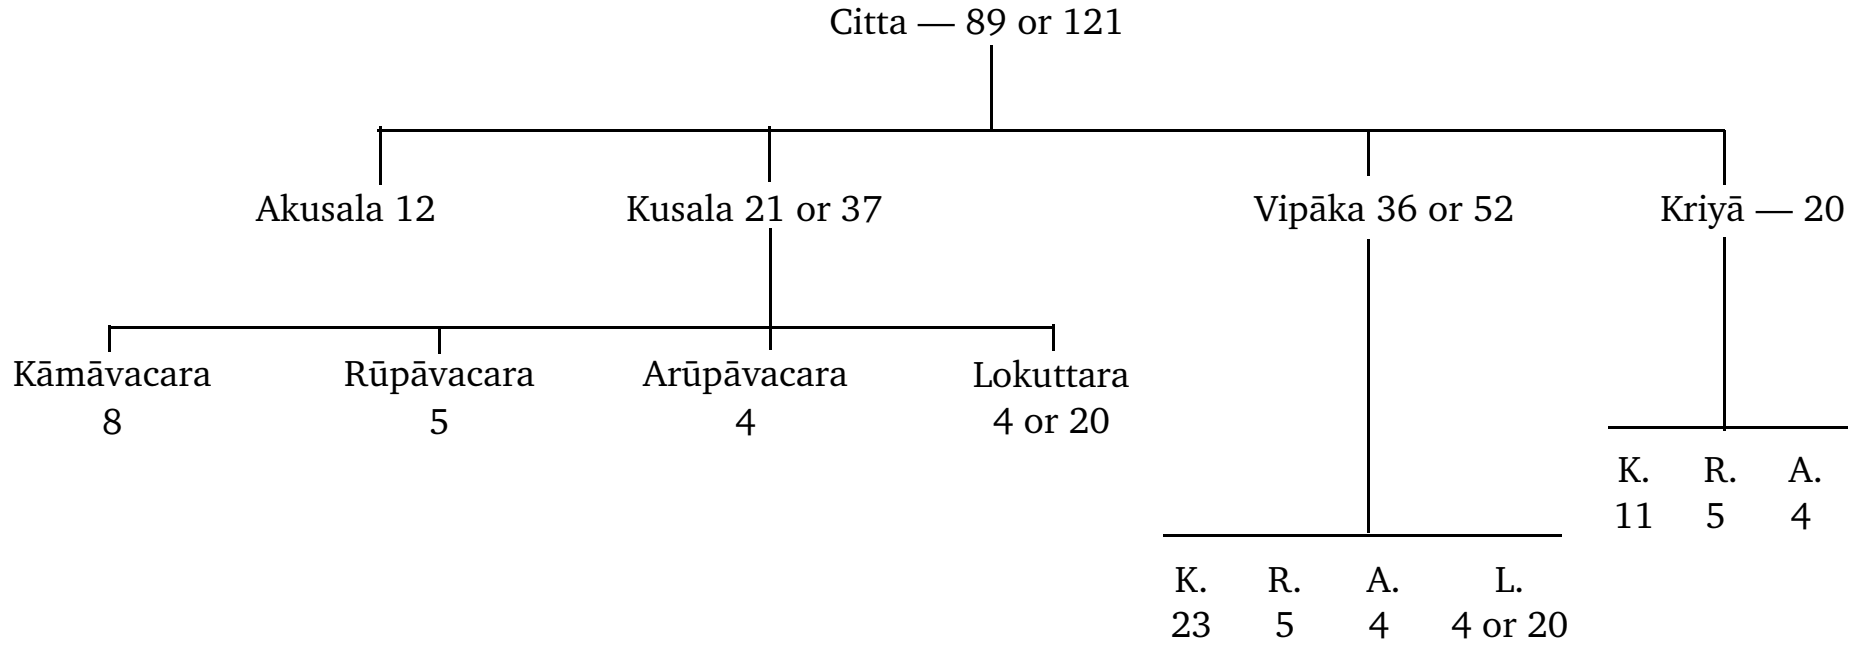 Citta — 89 or 121
Akusala 12 Kusala 21 or 37 Vipāka 36 or 52 Kriyā — 20
Kāmāvacara Rūpāvacara Arūpāvacara Lokuttara
8 5 4 4 or 20
K. R. A.
11 5 4
K. R. A. L.
23 5 4 4 or 20